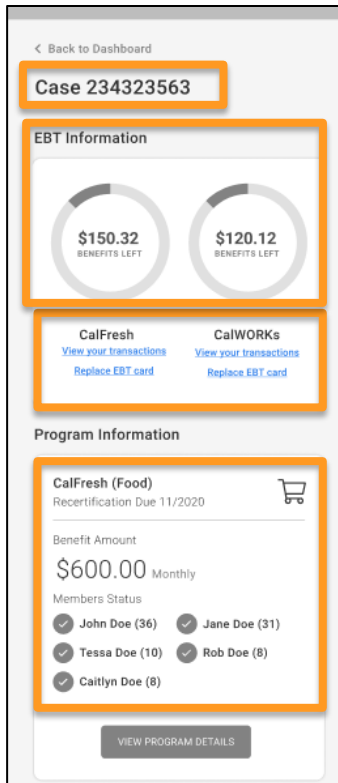 Back to Dashboard
Case 234323563
EBT Information
$150.32
BENEFITS LEFT
$120.12
BENEFITS LEFT
CalFresh CalWORKs
View your transactions View your transactions
Replace EBT card Replace EBT card
Program Information
CalFresh (Food)
Recertification Due 11/2020
Benefit Amount
$600.00 Monthly
Members Status
John Doe (36) Jane Doe (31)
Tessa Doe (10) Rob Doe (8)
Caitlyn Doe (8)
VIEW PROGRAM DETAILS